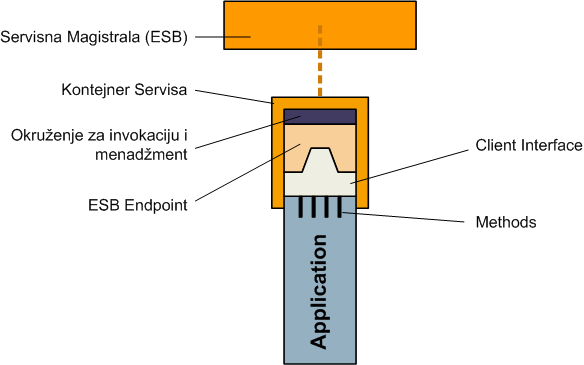 Servisna Magistrala (ESB)
Kontejner Servisa
Okruženje za invokaciju i
menadžment
Client Interface
ESB Endpoint
Methods
Application